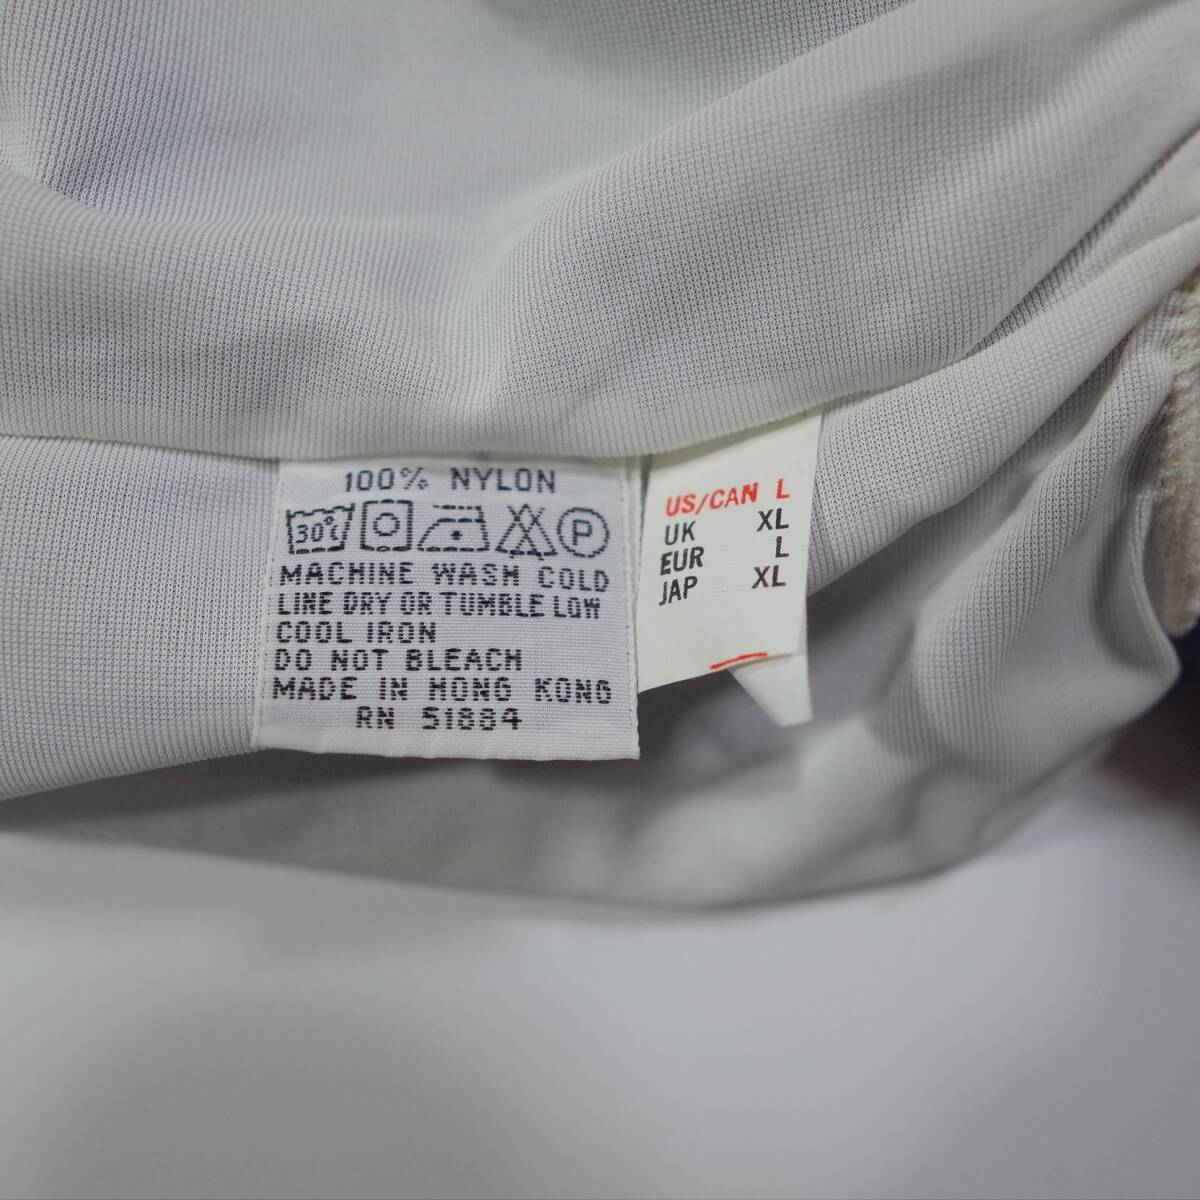 100% NYLON
30°C P
MACHINE WASH COLD
LINE DRY OR TUMBLE LOW
COOL IRON
DO NOT BLEACH
MADE IN HONG KONG
RN 51884
US/CAN L
UK XL
EUR L
JAP XL